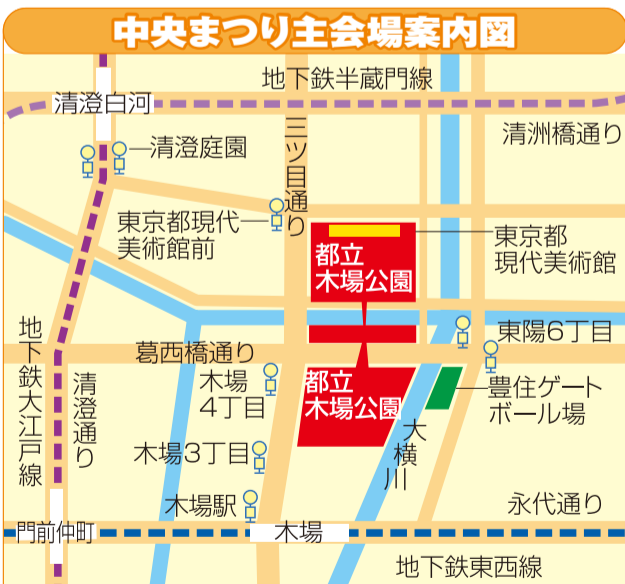 中央まつり主会場案内図
地下鉄半蔵門線
清澄白河
清洲橋通り
清澄庭園
三ツ目通り
東京都現代
美術館前
都立
木場公園
東京都
現代美術館
地下鉄大江戸線
清澄通り
葛西橋通り
東陽6丁目
木場
4丁目
都立
木場公園
豊住ゲート
ボール場
木場3丁目
大横川
木場駅
永代通り
門前仲町
木場
地下鉄東西線